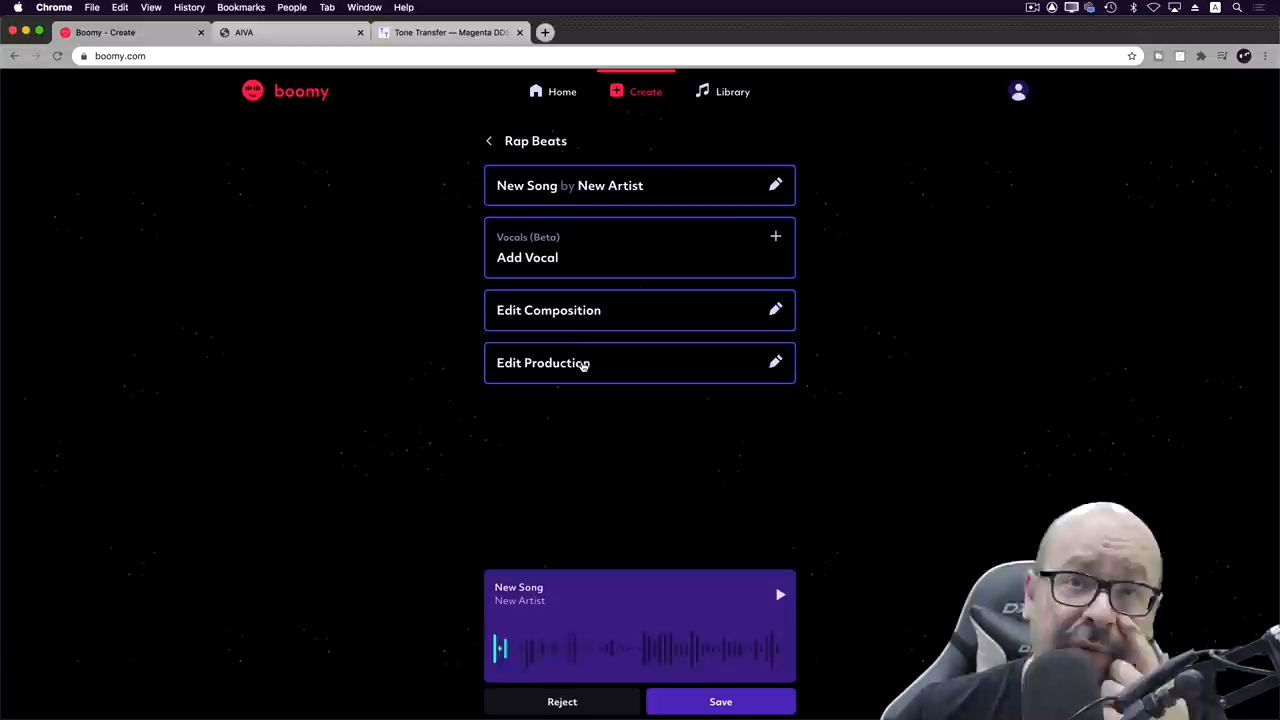 Chrome File Edit View History Bookmarks People Tab Window Help
Boomy - Create
AIVA
Tone Transfer — Magenta DDS
boomy.com
boomy
Home
Create
Library
Rap Beats
New Song by New Artist
Vocals (Beta)
Add Vocal
Edit Composition
Edit Production
New Song
New Artist
Reject
Save